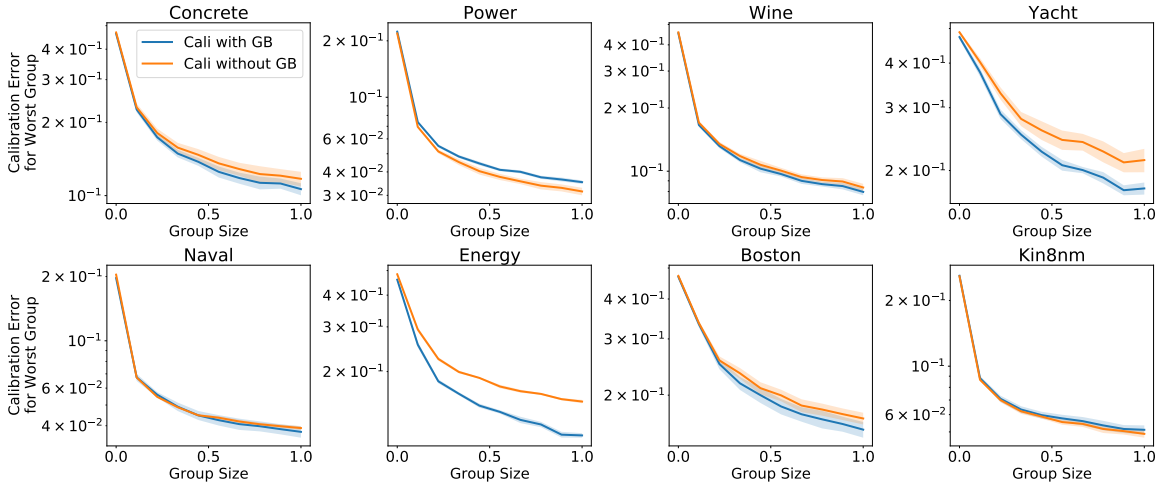 Concrete
Power
Wine
Yacht
Calibration Error
for Worst Group
4 × 10⁻¹
3 × 10⁻¹
2 × 10⁻¹
10⁻¹
Cali with GB
Cali without GB
0.0 0.5 1.0
Group Size
2 × 10⁻¹
10⁻¹
6 × 10⁻²
4 × 10⁻²
3 × 10⁻²
0.0 0.5 1.0
Group Size
4 × 10⁻¹
3 × 10⁻¹
2 × 10⁻¹
10⁻¹
0.0 0.5 1.0
Group Size
4 × 10⁻¹
3 × 10⁻¹
2 × 10⁻¹
0.0 0.5 1.0
Group Size
Naval
Energy
Boston
Kin8nm
Calibration Error
for Worst Group
2 × 10⁻¹
10⁻¹
6 × 10⁻²
4 × 10⁻²
0.0 0.5 1.0
Group Size
4 × 10⁻¹
3 × 10⁻¹
2 × 10⁻¹
0.0 0.5 1.0
Group Size
4 × 10⁻¹
3 × 10⁻¹
2 × 10⁻¹
0.0 0.5 1.0
Group Size
2 × 10⁻¹
10⁻¹
6 × 10⁻²
0.0 0.5 1.0
Group Size